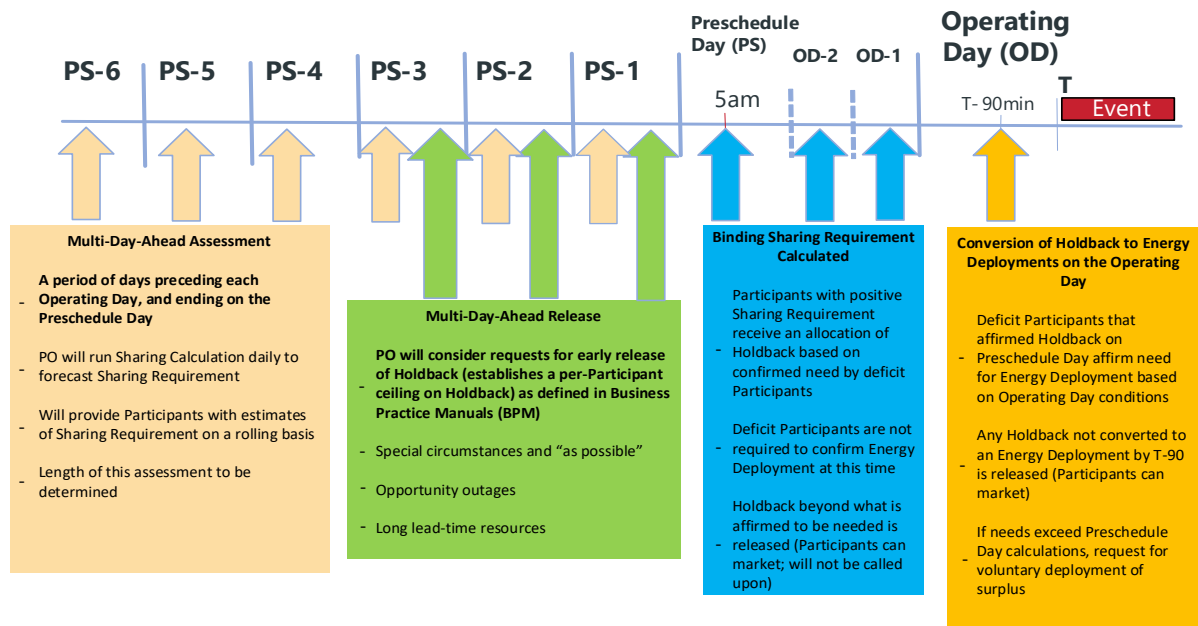 PS-6
PS-5
PS-4
PS-3
PS-2
PS-1
Preschedule
Day (PS)
OD-2
OD-1
Operating
Day (OD)
5am
T- 90min
T
Event
Multi-Day-Ahead Assessment
- A period of days preceding each
Operating Day, and ending on the
Preschedule Day
- PO will run Sharing Calculation daily to
forecast Sharing Requirement
- Will provide Participants with estimates
of Sharing Requirement on a rolling basis
- Length of this assessment to be
determined
Multi-Day-Ahead Release
PO will consider requests for early release
of Holdback (establishes a per-Participant
- ceiling on Holdback) as defined in Business
Practice Manuals (BPM)
- Special circumstances and “as possible”
- Opportunity outages
- Long lead-time resources
Binding Sharing Requirement
Calculated
Participants with positive
Sharing Requirement
- receive an allocation of
Holdback based on
confirmed need by deficit
Participants
Deficit Participants are not
- required to confirm Energy
Deployment at this time
Holdback beyond what is
affirmed to be needed is
- released (Participants can
market; will not be called
upon)
Conversion of Holdback to Energy
Deployments on the Operating
Day
Deficit Participants that
affirmed Holdback on
- Preschedule Day affirm need
for Energy Deployment based
on Operating Day conditions
Any Holdback not converted to
- an Energy Deployment by T-90
is released (Participants can
market)
If needs exceed Preschedule
- Day calculations, request for
voluntary deployment of
surplus